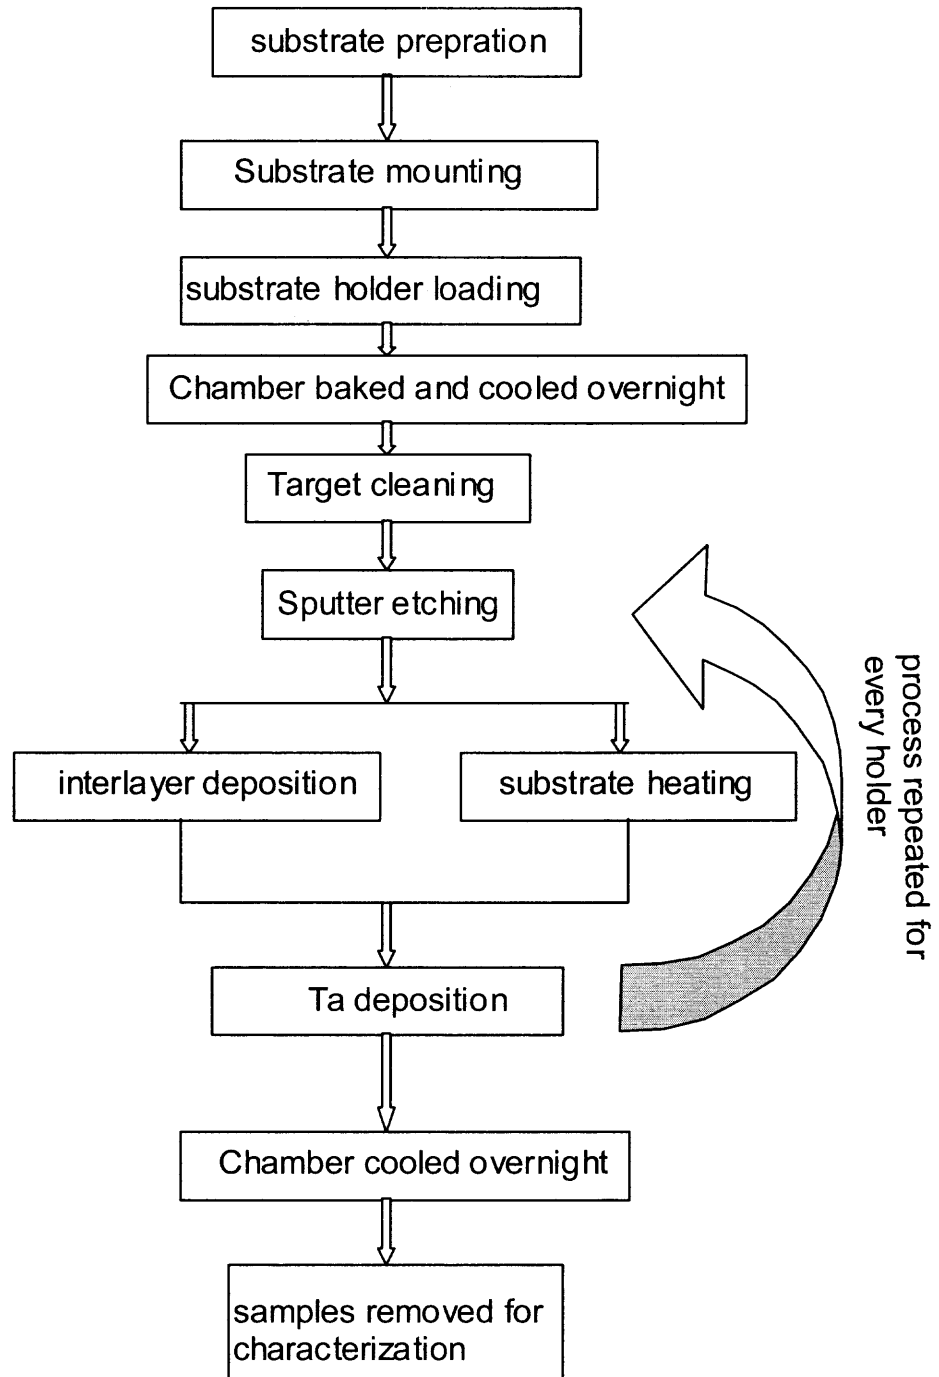 substrate prepration
Substrate mounting
substrate holder loading
Chamber baked and cooled overnight
Target cleaning
Sputter etching
interlayer deposition
substrate heating
process repeated for
every holder
Ta deposition
Chamber cooled overnight
samples removed for
characterization